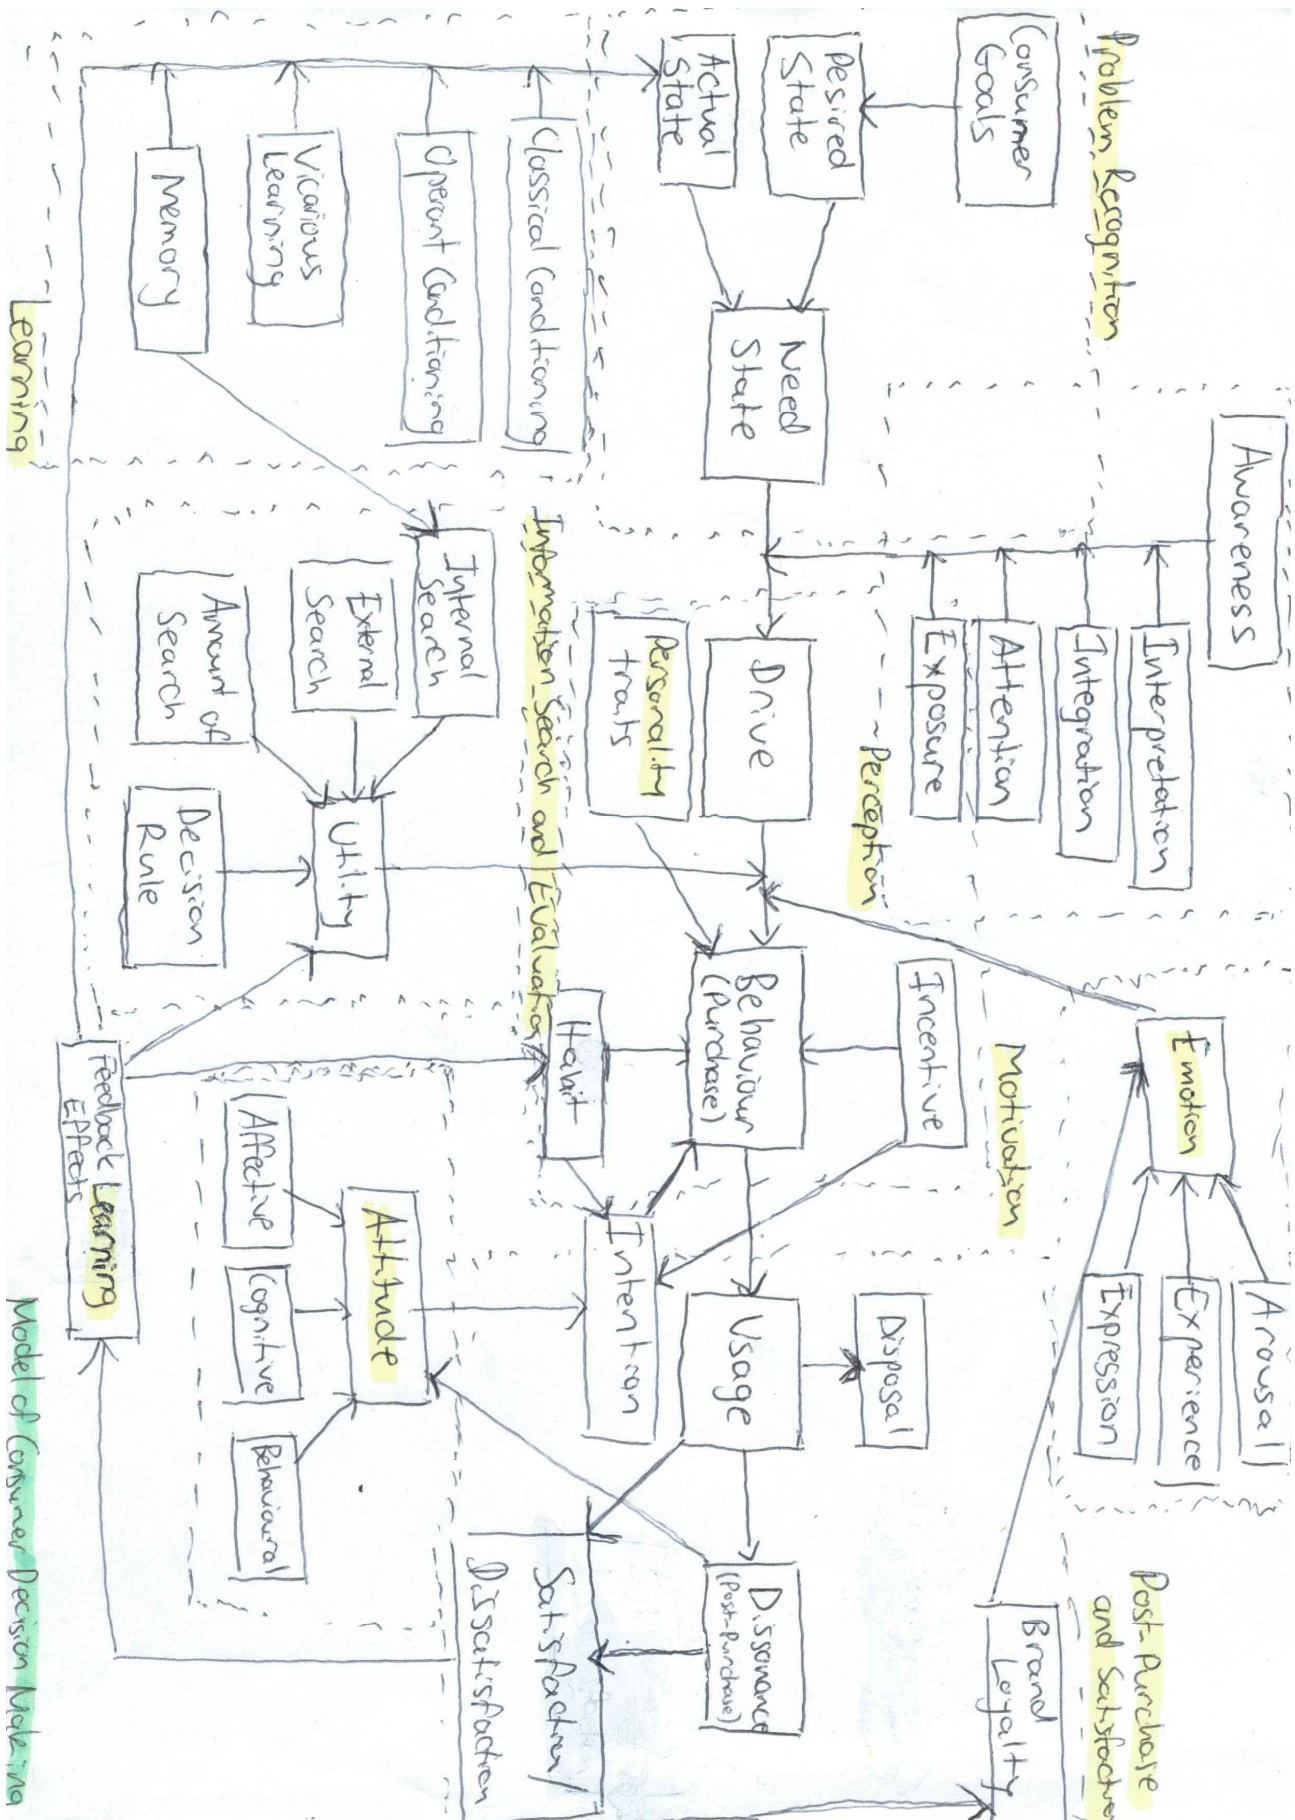 Problem Recognition
Consumer
Goals
Desired
State
Actual
State
Need
State
Classical Conditioning
Operant Conditioning
Vicarious
Learning
Memory
Learning
Awareness
Interpretation
Integration
Attention
Exposure
Perception
Drive
Personality
traits
Information Search and Evaluation
Internal
Search
External
Search
Amount of
Search
Utility
Decision
Rule
Emotion
Arousal
Experience
Expression
Motivation
Incentive
Behaviour
(Purchase)
Habit
Intention
Usage
Disposal
Attitude
Affective
Cognitive
Behavioural
Feedback Learning
Effects
Post-Purchase
and Satisfaction
Brand
Loyalty
Dissonance
(Post-Purchase)
Satisfaction/
Dissatisfaction
Model of Consumer Decision Making